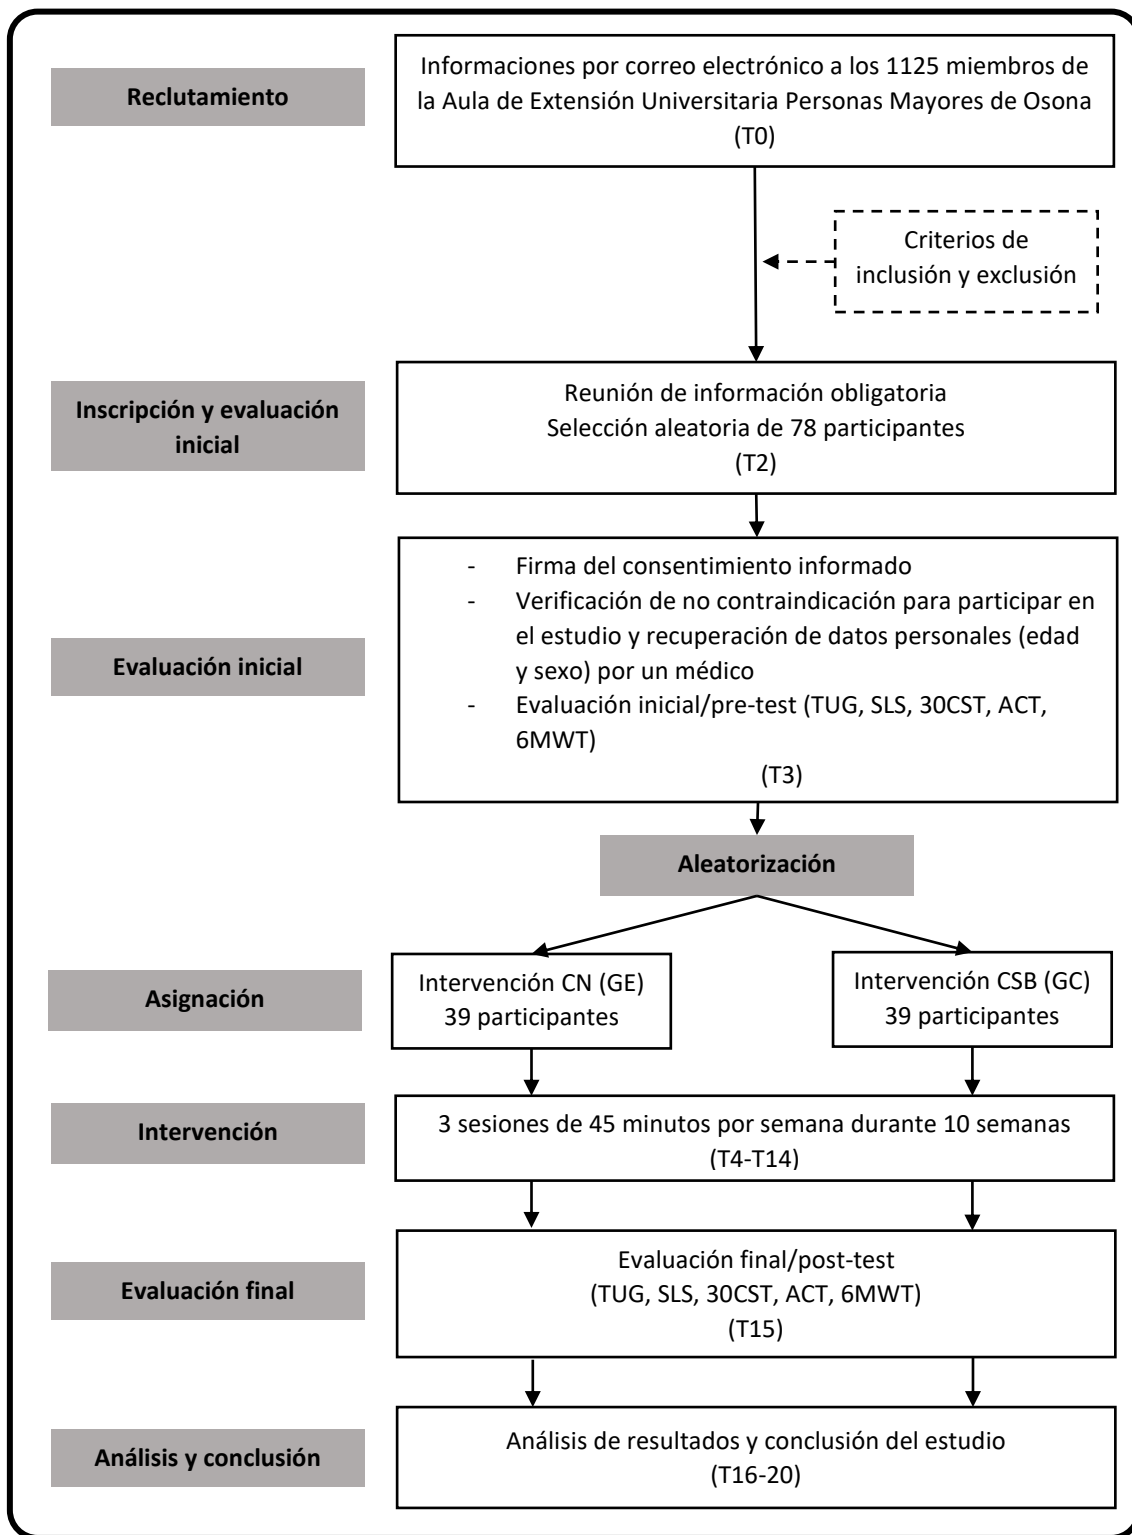 Reclutamiento
Informaciones por correo electrónico a los 1125 miembros de
la Aula de Extensión Universitaria Personas Mayores de Osona
(T0)
Criterios de
inclusión y exclusión
Inscripción y evaluación
inicial
Reunión de información obligatoria
Selección aleatoria de 78 participantes
(T2)
Evaluación inicial
- Firma del consentimiento informado
- Verificación de no contraindicación para participar en
el estudio y recuperación de datos personales (edad
y sexo) por un médico
- Evaluación inicial/pre-test (TUG, SLS, 30CST, ACT,
6MWT)
(T3)
Aleatorización
Asignación
Intervención CN (GE)
39 participantes
Intervención CSB (GC)
39 participantes
Intervención
3 sesiones de 45 minutos por semana durante 10 semanas
(T4-T14)
Evaluación final
Evaluación final/post-test
(TUG, SLS, 30CST, ACT, 6MWT)
(T15)
Análisis y conclusión
Análisis de resultados y conclusión del estudio
(T16-20)